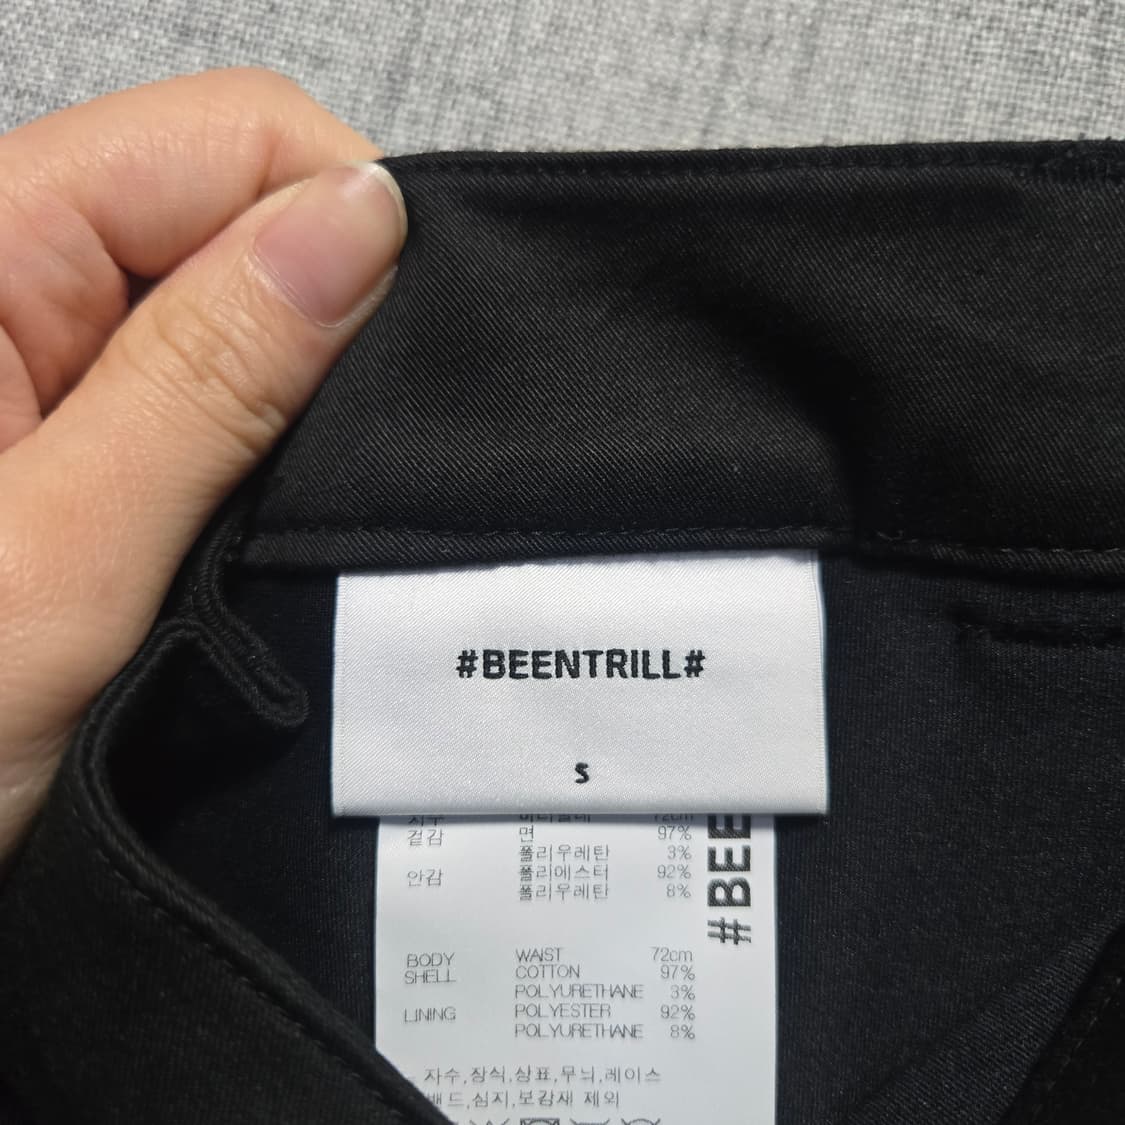 #BEENTRILL#
S
72cm
겉감 면 97%
폴리우레탄 3%
안감 폴리에스터 92%
폴리우레탄 8%
#BEE
BODY WAIST 72cm
SHELL COTTON 97%
POLYURETHANE 3%
LINING POLYESTER 92%
POLYURETHANE 8%
- 자수,장식,상표,무늬,레이스
밴드,심지,보강재 제외